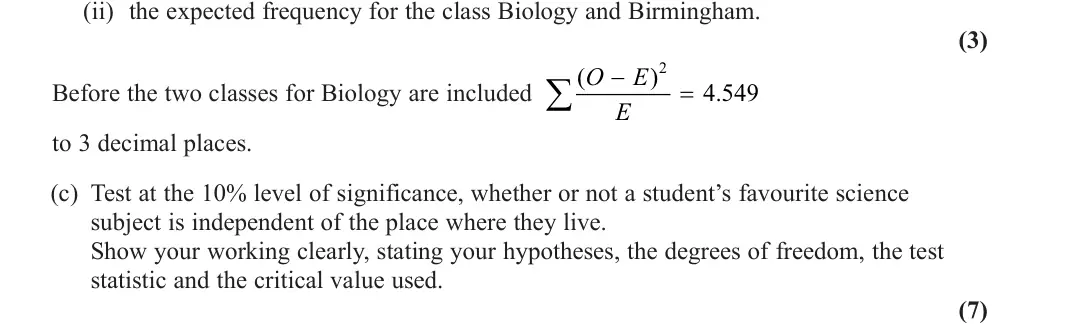 (ii) the expected frequency for the class Biology and Birmingham.
(3)
Before the two classes for Biology are included ∑ (O − E)² / E = 4.549
to 3 decimal places.
(c) Test at the 10% level of significance, whether or not a student’s favourite science
subject is independent of the place where they live.
Show your working clearly, stating your hypotheses, the degrees of freedom, the test
statistic and the critical value used.
(7)